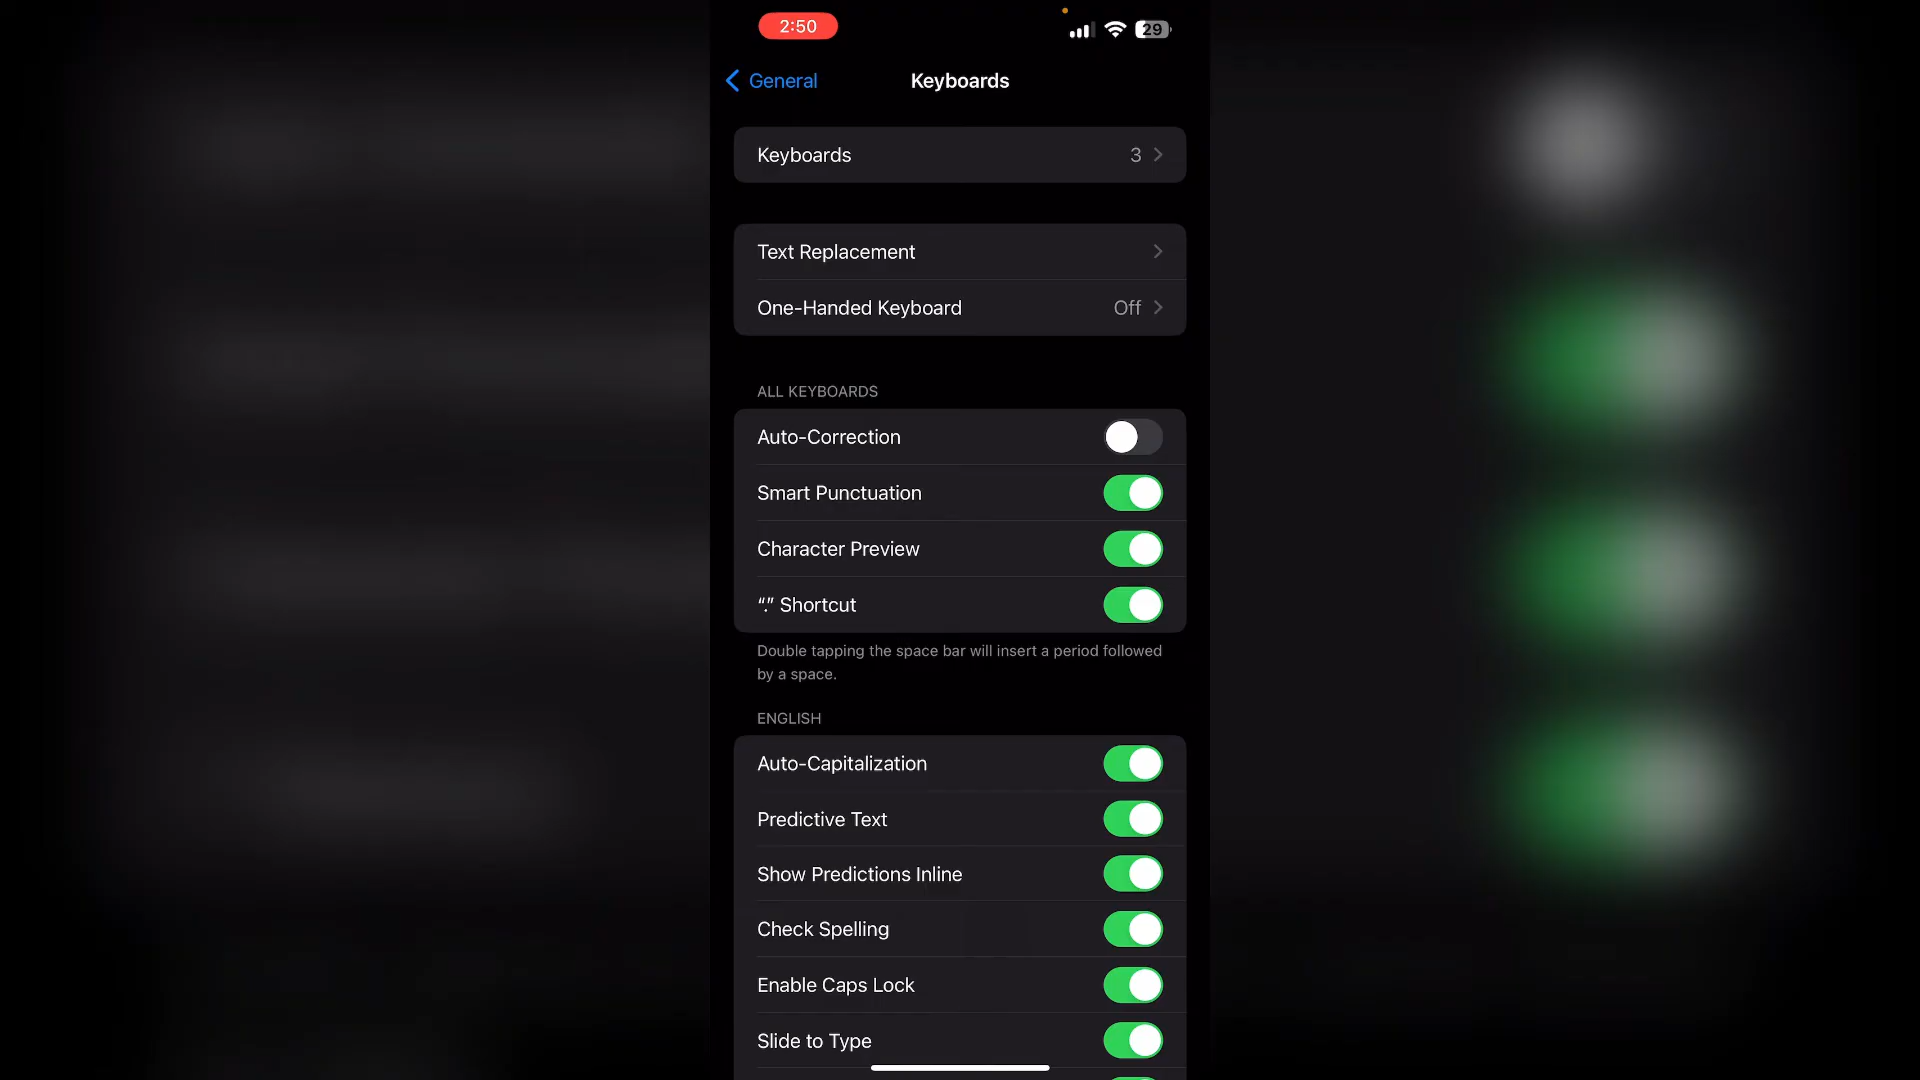 2:50
29
General
Keyboards
Keyboards 3
Text Replacement
One-Handed Keyboard Off
ALL KEYBOARDS
Auto-Correction
Smart Punctuation
Character Preview
“.” Shortcut
Double tapping the space bar will insert a period followed
by a space.
ENGLISH
Auto-Capitalization
Predictive Text
Show Predictions Inline
Check Spelling
Enable Caps Lock
Slide to Type